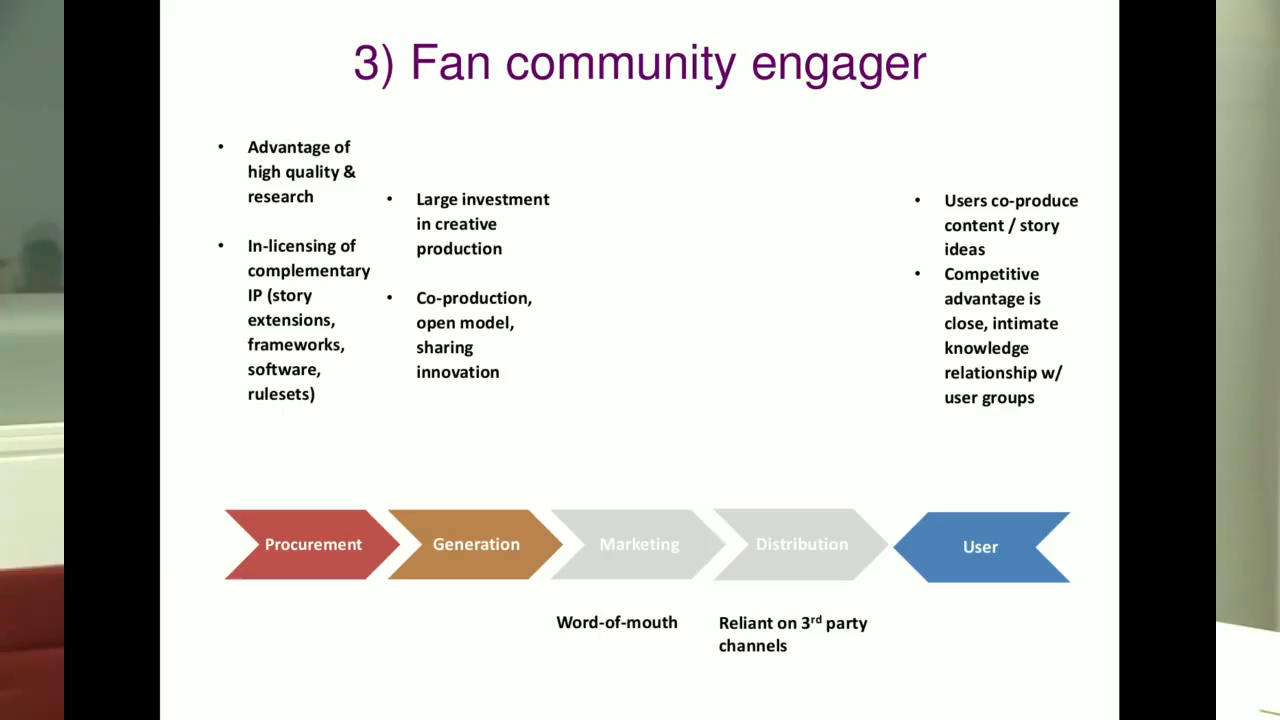 3) Fan community engager
• Advantage of
high quality &
research
• In-licensing of
complementary
IP (story
extensions,
frameworks,
software,
rulesets)
• Large investment
in creative
production
• Co-production,
open model,
sharing
innovation
• Users co-produce
content / story
ideas
• Competitive
advantage is
close, intimate
knowledge
relationship w/
user groups
Procurement
Generation
Marketing
Distribution
User
Word-of-mouth
Reliant on 3rd party
channels